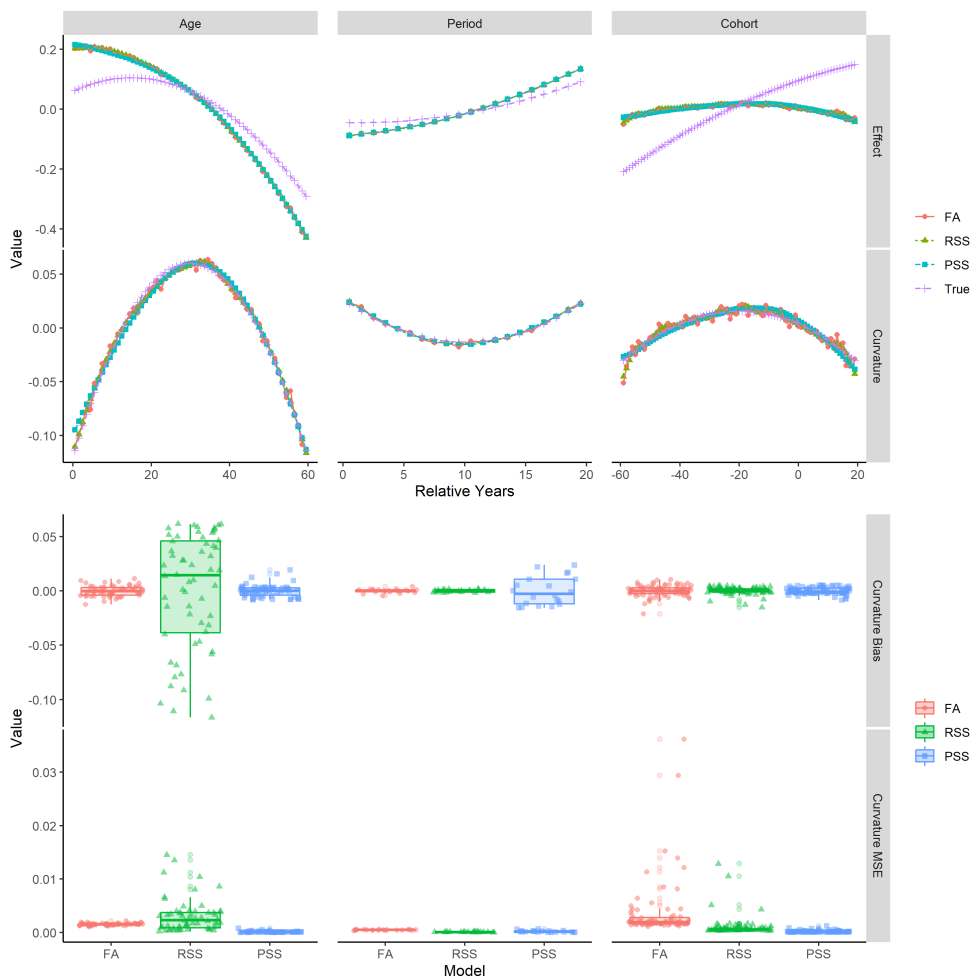 Age Period Cohort
0.2
0.0
-0.2
-0.4
Value
Effect
0.05
0.00
-0.05
-0.10
Curvature
0 20 40 60 0 5 10 15 20 -60 -40 -20 0 20
Relative Years
FA
RSS
PSS
True
0.05
0.00
-0.05
-0.10
Value
Curvature Bias
0.03
0.02
0.01
0.00
Curvature MSE
FA RSS PSS FA RSS PSS FA RSS PSS
Model
FA
RSS
PSS